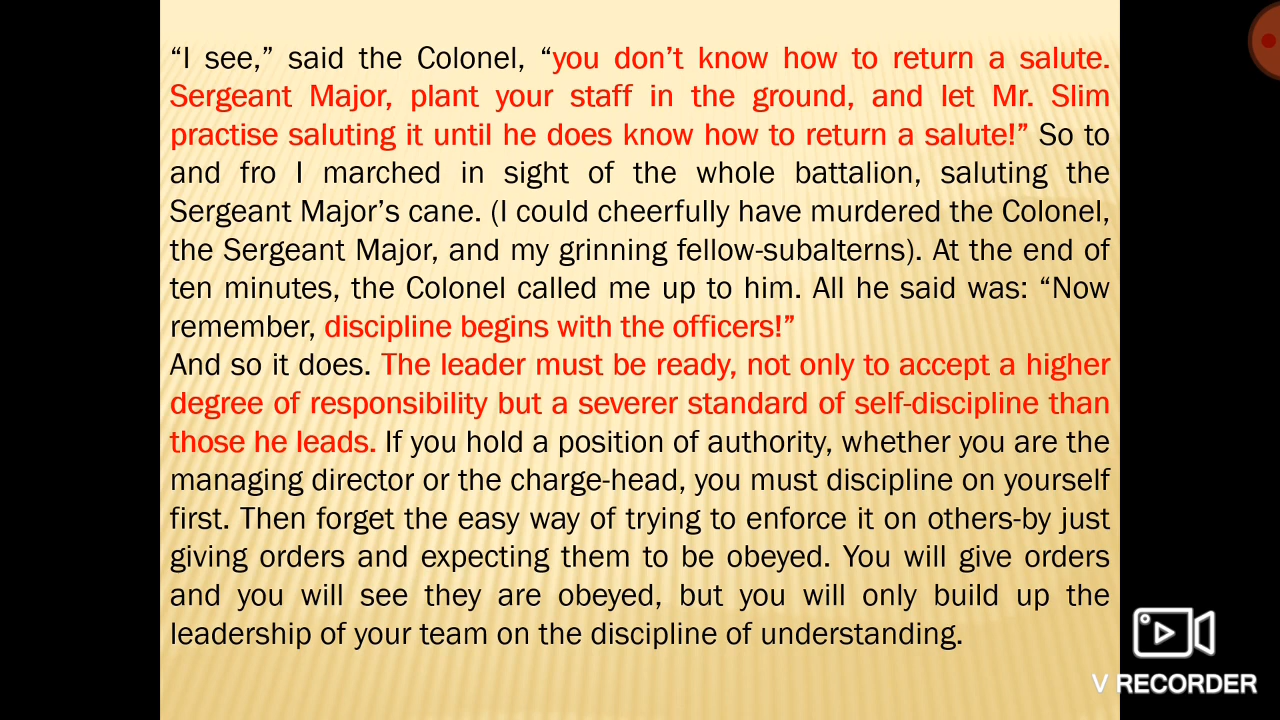 “I see,” said the Colonel, “you don’t know how to return a salute.
Sergeant Major, plant your staff in the ground, and let Mr. Slim
practise saluting it until he does know how to return a salute!” So to
and fro I marched in sight of the whole battalion, saluting the
Sergeant Major’s cane. (I could cheerfully have murdered the Colonel,
the Sergeant Major, and my grinning fellow-subalterns). At the end of
ten minutes, the Colonel called me up to him. All he said was: “Now
remember, discipline begins with the officers!”
And so it does. The leader must be ready, not only to accept a higher
degree of responsibility but a severer standard of self-discipline than
those he leads. If you hold a position of authority, whether you are the
managing director or the charge-head, you must discipline on yourself
first. Then forget the easy way of trying to enforce it on others-by just
giving orders and expecting them to be obeyed. You will give orders
and you will see they are obeyed, but you will only build up the
leadership of your team on the discipline of understanding.
V RECORDER